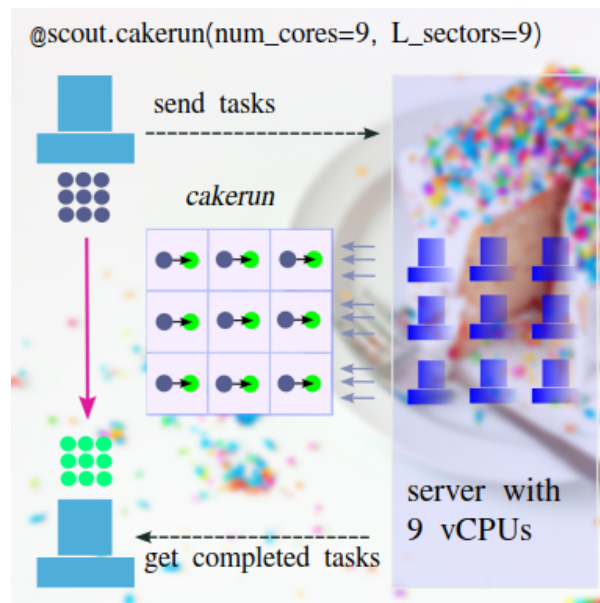 @scout.cakerun(num_cores=9, L_sectors=9)
send tasks
cakerun
server with
9 vCPUs
get completed tasks